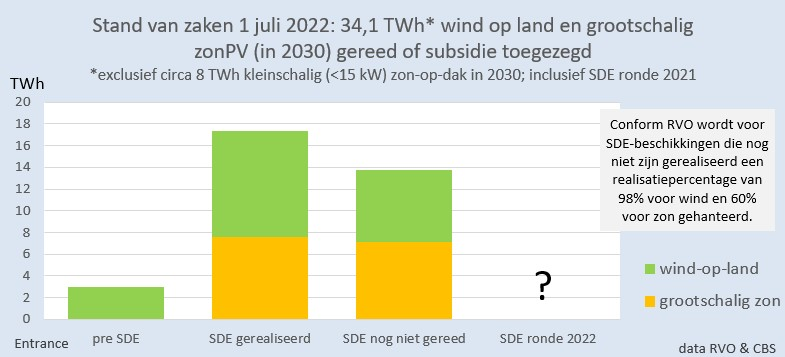 Stand van zaken 1 juli 2022: 34,1 TWh* wind op land en grootschalig
zonPV (in 2030) gereed of subsidie toegezegd
*exclusief circa 8 TWh kleinschalig (<15 kW) zon-op-dak in 2030; inclusief SDE ronde 2021
TWh
20
18
16
14
12
10
8
6
4
2
0
Conform RVO wordt voor
SDE-beschikkingen die nog
niet zijn gerealiseerd een
realisatiepercentage van
98% voor wind en 60%
voor zon gehanteerd.
wind-op-land
grootschalig zon
?
pre SDE
SDE gerealiseerd
SDE nog niet gereed
SDE ronde 2022
Entrance
data RVO & CBS